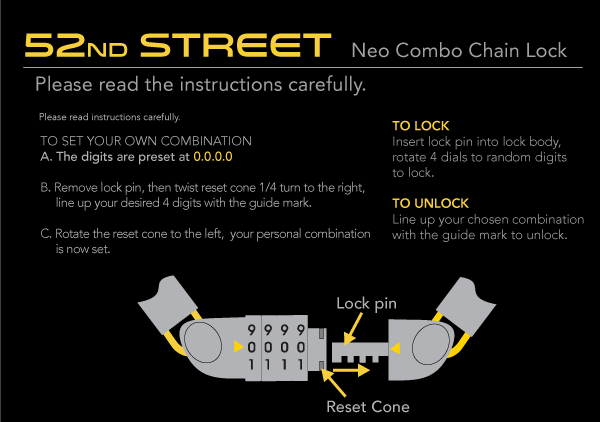 52ND STREET Neo Combo Chain Lock
Please read the instructions carefully.
Please read instructions carefully.
TO SET YOUR OWN COMBINATION
A. The digits are preset at 0.0.0.0
B. Remove lock pin, then twist reset cone 1/4 turn to the right,
line up your desired 4 digits with the guide mark.
C. Rotate the reset cone to the left, your personal combination
is now set.
TO LOCK
Insert lock pin into lock body,
rotate 4 dials to random digits
to lock.
TO UNLOCK
Line up your chosen combination
with the guide mark to unlock.
Lock pin
9 9 9 9
0 0 0 0
1 1 1 1
Reset Cone